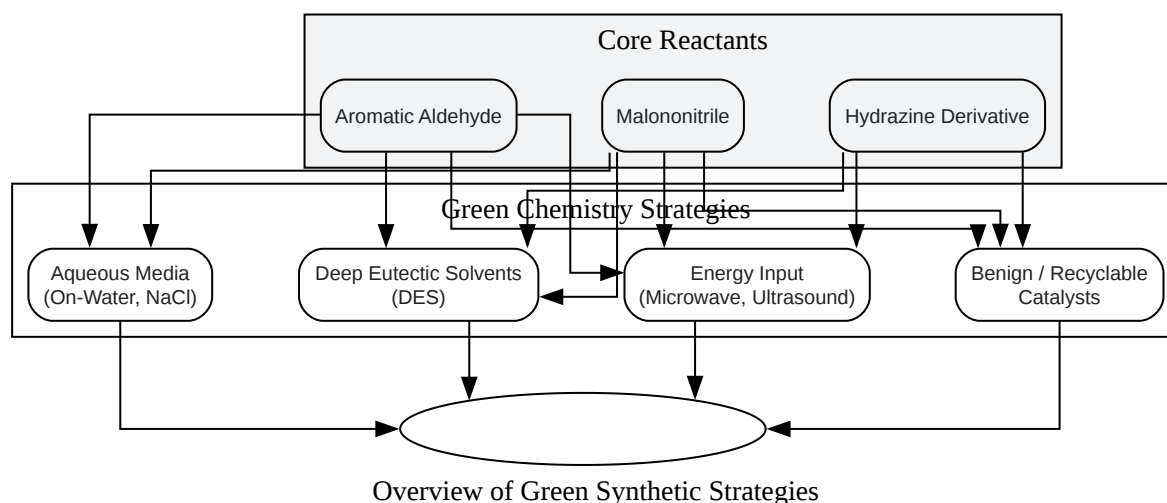 Core Reactants
Aromatic Aldehyde
Malononitrile
Hydrazine Derivative
Green Chemistry Strategies
Aqueous Media
(On-Water, NaCl)
Deep Eutectic Solvents
(DES)
Energy Input
(Microwave, Ultrasound)
Benign / Recyclable
Catalysts
Overview of Green Synthetic Strategies